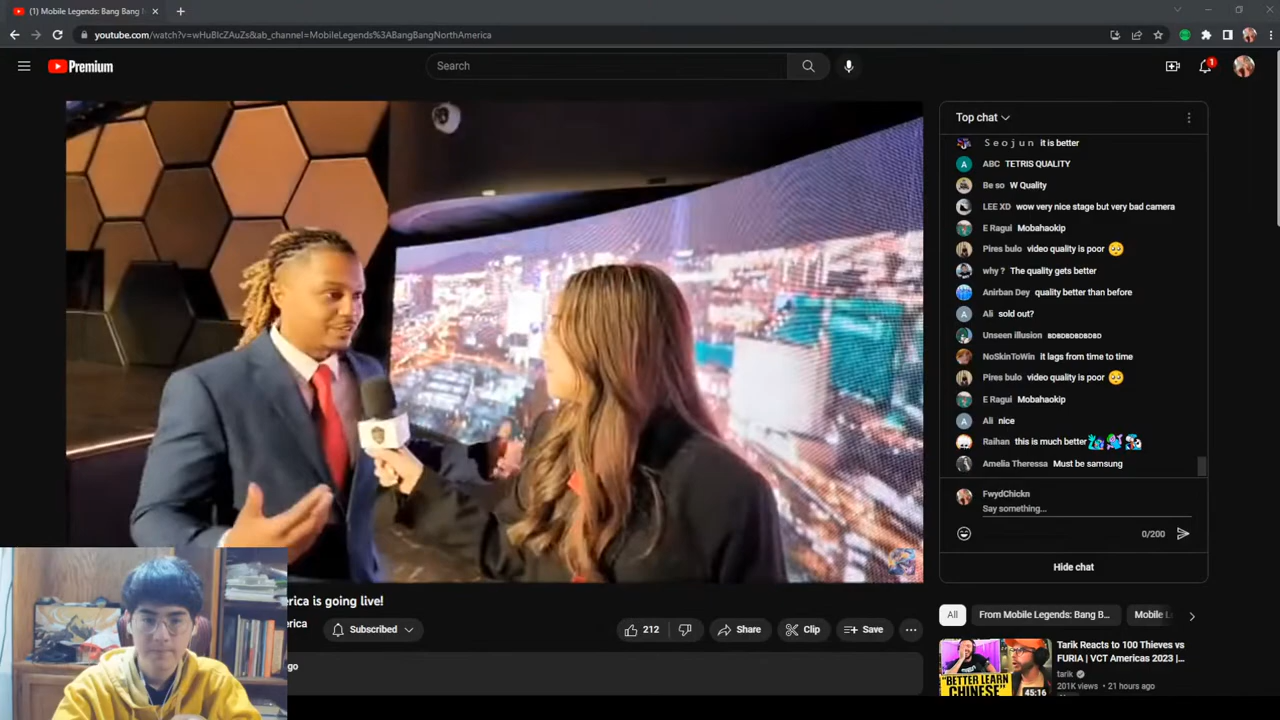 (1) Mobile Legends: Bang Bang N
youtube.com/watch?v=wHuBlcZAuZs&ab_channel=MobileLegends%3ABangBangNorthAmerica
Premium
Search
1
Top chat
S e o j u n it is better
A ABC TETRIS QUALITY
Be so W Quality
LEE XD wow very nice stage but very bad camera
E Ragui Mobahaokip
Pires bulo video quality is poor 🥺
why ? The quality gets better
Anirban Dey quality better than before
Ali sold out?
Unseen illusion BDBDBDBDBDBD
NoSkinToWin it lags from time to time
Pires bulo video quality is poor 🥺
E Ragui Mobahaokip
Ali nice
Raihan this is much better
Amelia Theressa Must be samsung
FwydChickn
Say something...
0/200
Hide chat
erica is going live!
erica
Subscribed
212
Share
Clip
Save
go
All
From Mobile Legends: Bang B...
Mobile L
Tarik Reacts to 100 Thieves vs
FURIA | VCT Americas 2023 |...
tarik
201K views • 21 hours ago
"BETTER LEARN
CHINESE"
45:16